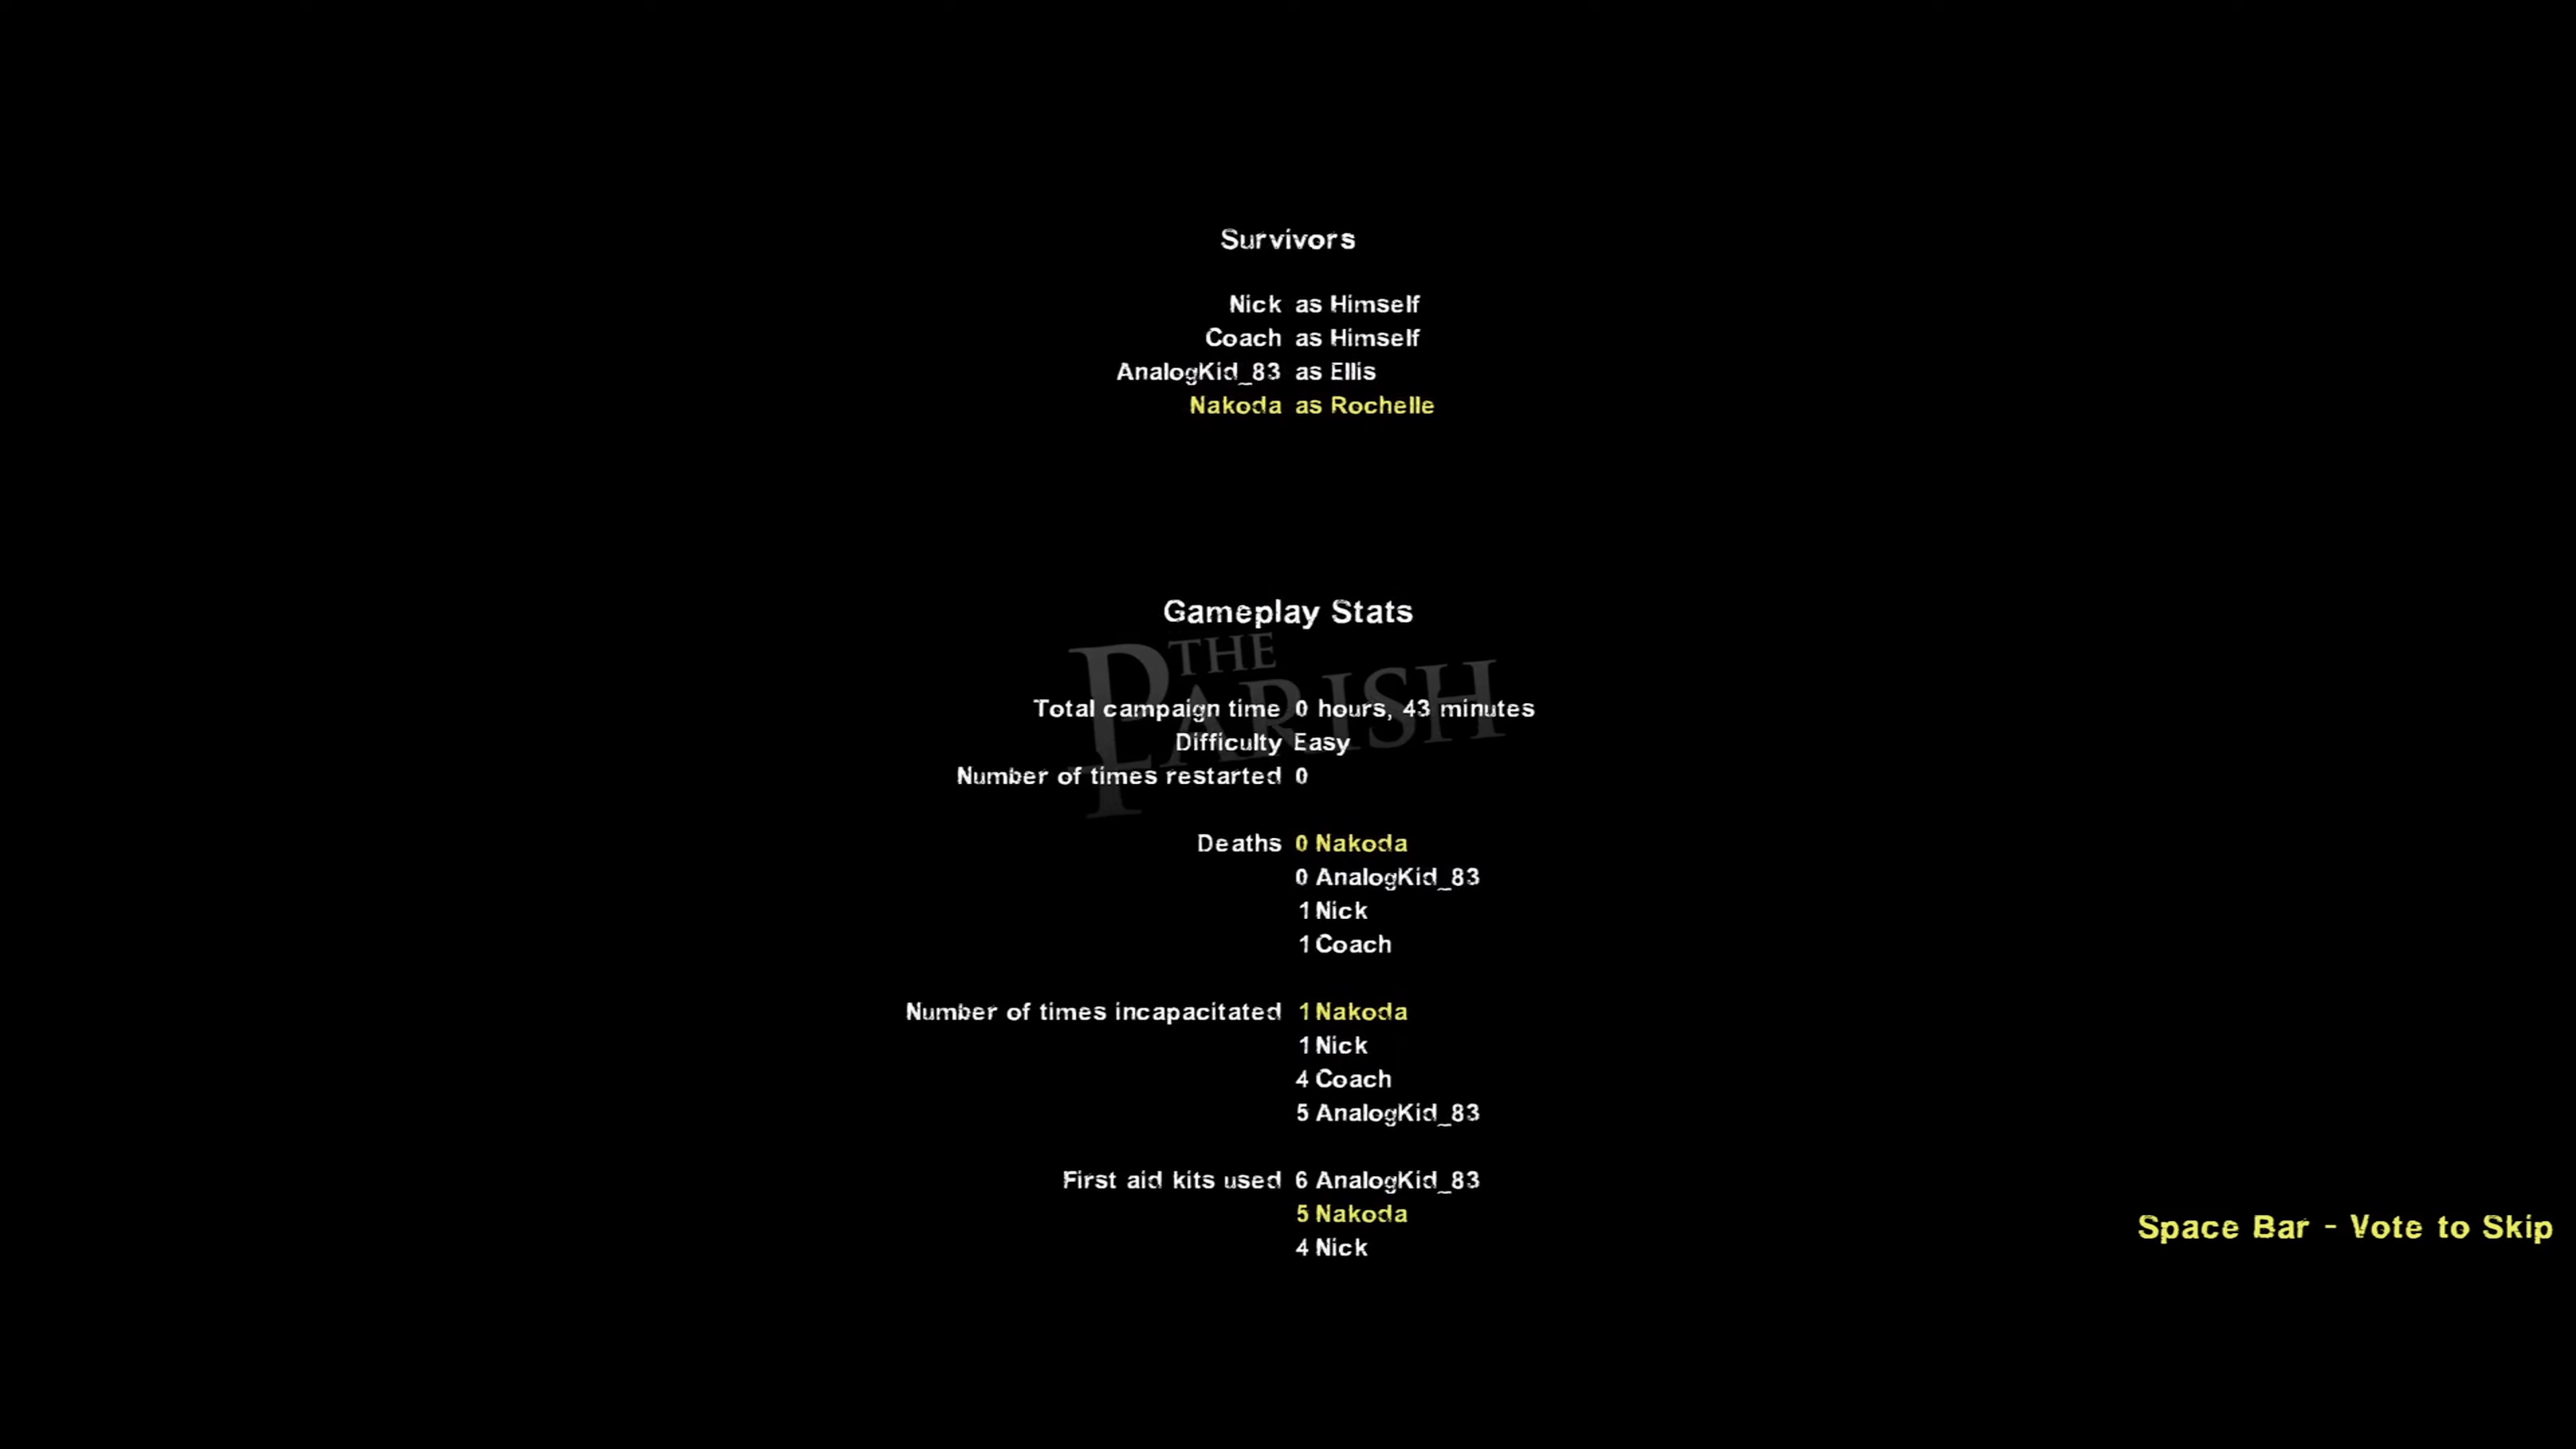 Survivors
Nick as Himself
Coach as Himself
AnalogKid_83 as Ellis
Nakoda as Rochelle
Gameplay Stats
THE
PARISH
Total campaign time 0 hours, 43 minutes
Difficulty Easy
Number of times restarted 0
Deaths 0 Nakoda
0 AnalogKid_83
1 Nick
1 Coach
Number of times incapacitated 1 Nakoda
1 Nick
4 Coach
5 AnalogKid_83
First aid kits used 6 AnalogKid_83
5 Nakoda
4 Nick
Space Bar - Vote to Skip